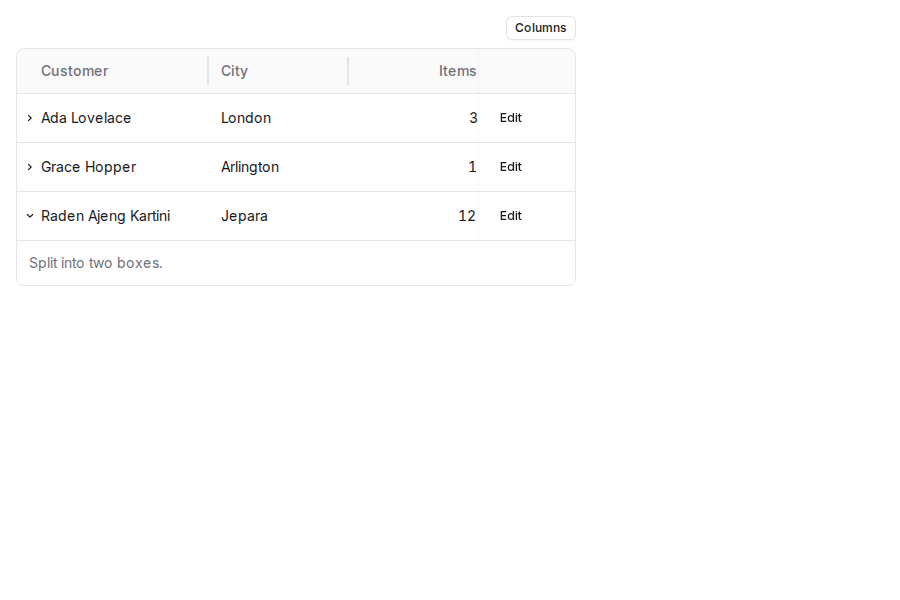 Columns
Customer City Items
Ada Lovelace London 3 Edit
Grace Hopper Arlington 1 Edit
Raden Ajeng Kartini Jepara 12 Edit
Split into two boxes.